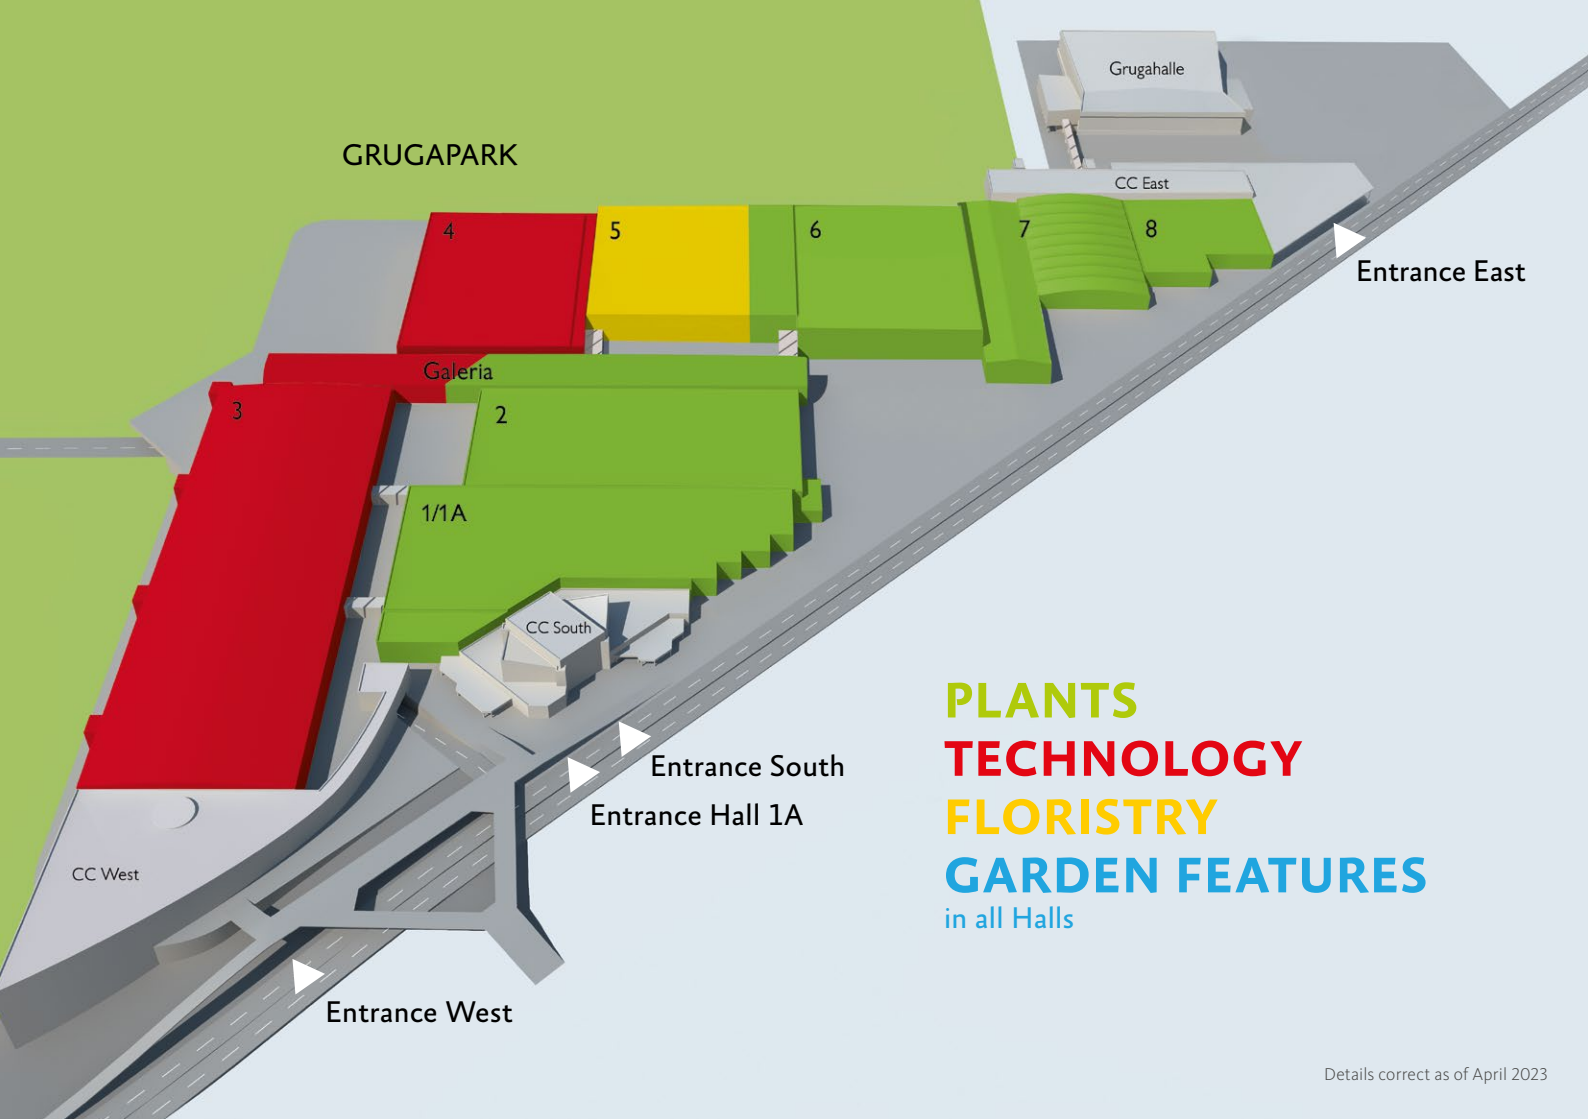 Grugahalle
GRUGAPARK
CC East
4
5
6
7
8
Entrance East
Galeria
3
2
1/1A
CC South
PLANTS
TECHNOLOGY
FLORISTRY
GARDEN FEATURES
in all Halls
Entrance South
Entrance Hall 1A
CC West
Entrance West
Details correct as of April 2023